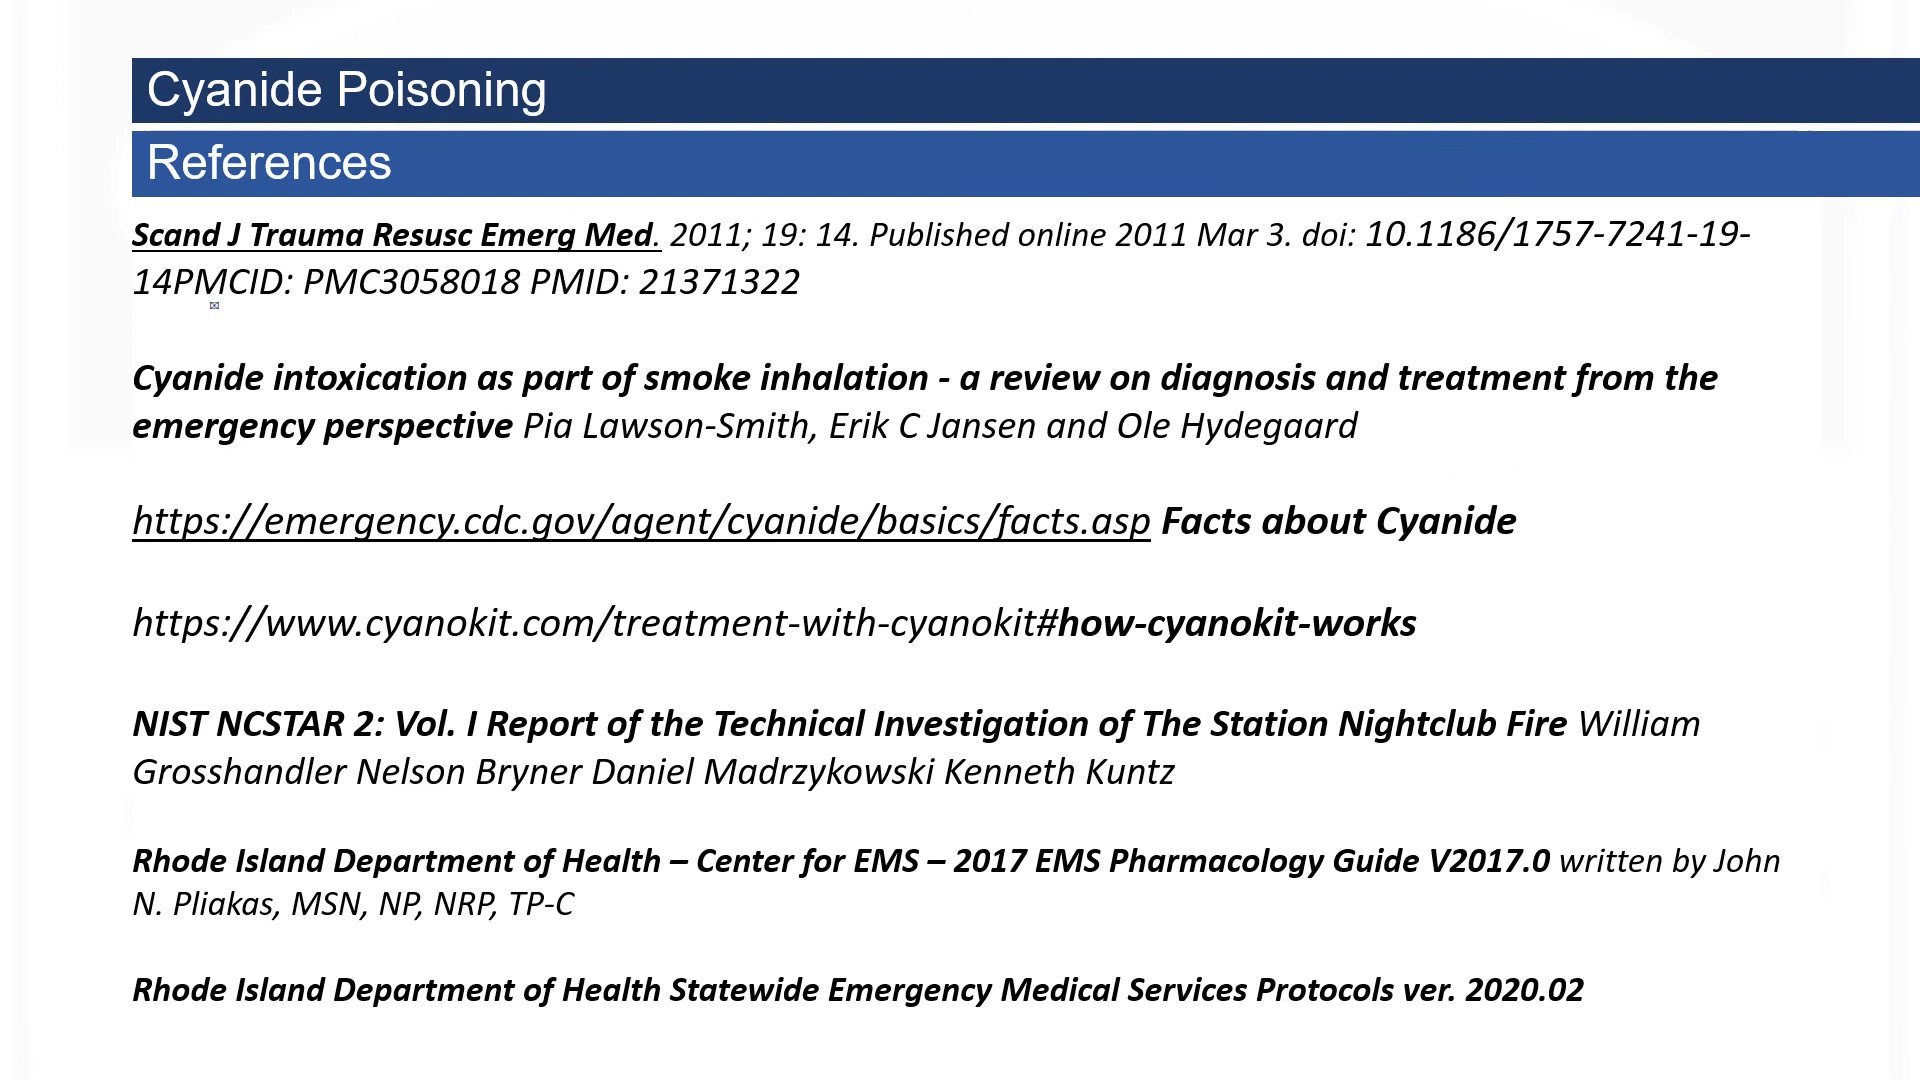 Cyanide Poisoning
References
Scand J Trauma Resusc Emerg Med. 2011; 19: 14. Published online 2011 Mar 3. doi: 10.1186/1757-7241-19-
14PMCID: PMC3058018 PMID: 21371322
Cyanide intoxication as part of smoke inhalation - a review on diagnosis and treatment from the
emergency perspective Pia Lawson-Smith, Erik C Jansen and Ole Hydegaard
https://emergency.cdc.gov/agent/cyanide/basics/facts.asp Facts about Cyanide
https://www.cyanokit.com/treatment-with-cyanokit#how-cyanokit-works
NIST NCSTAR 2: Vol. I Report of the Technical Investigation of The Station Nightclub Fire William
Grosshandler Nelson Bryner Daniel Madrzykowski Kenneth Kuntz
Rhode Island Department of Health – Center for EMS – 2017 EMS Pharmacology Guide V2017.0 written by John
N. Pliakas, MSN, NP, NRP, TP-C
Rhode Island Department of Health Statewide Emergency Medical Services Protocols ver. 2020.02